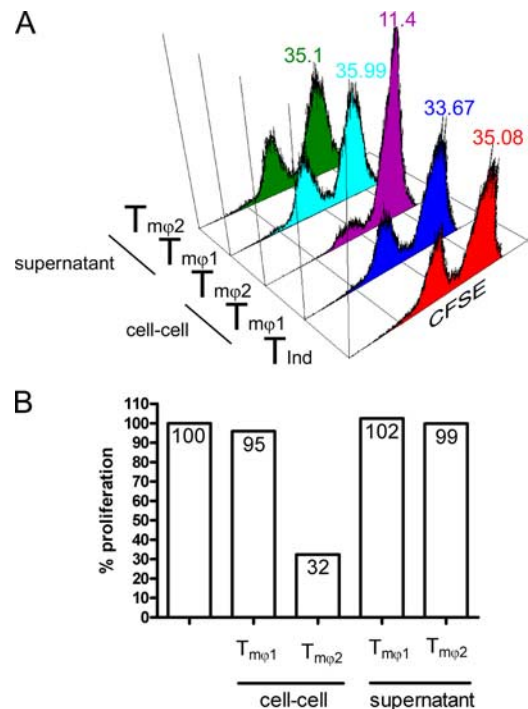 A
35.1
35.99
11.4
33.67
35.08
Tmφ2
Tmφ1
Tmφ2
Tmφ1
TInd
supernatant
cell-cell
CFSE
B
% proliferation
110
100
90
80
70
60
50
40
30
20
10
0
100
95
32
102
99
Tmφ1 Tmφ2 Tmφ1 Tmφ2
cell-cell supernatant